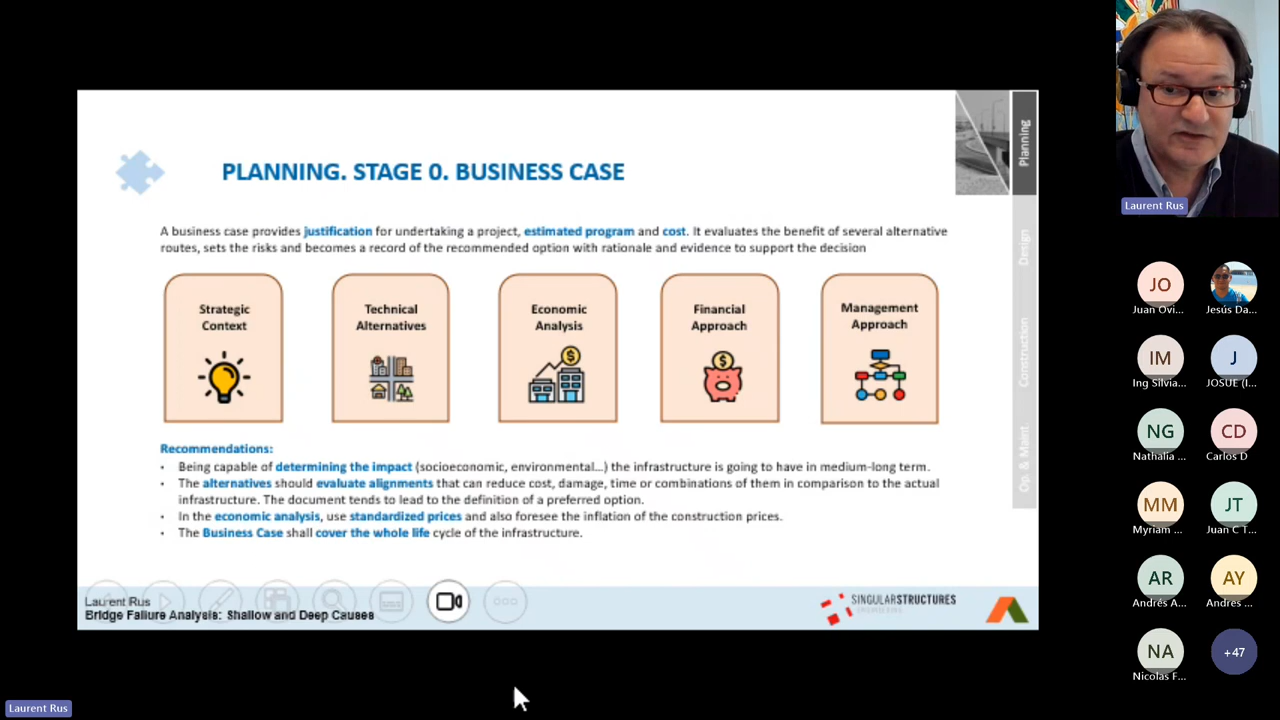 PLANNING. STAGE 0. BUSINESS CASE
A business case provides justification for undertaking a project, estimated program and cost. It evaluates the benefit of several alternative
routes, sets the risks and becomes a record of the recommended option with rationale and evidence to support the decision
Strategic
Context
Technical
Alternatives
Economic
Analysis
Financial
Approach
Management
Approach
Recommendations:
• Being capable of determining the impact (socioeconomic, environmental...) the infrastructure is going to have in medium-long term.
• The alternatives should evaluate alignments that can reduce cost, damage, time or combinations of them in comparison to the actual
infrastructure. The document tends to lead to the definition of a preferred option.
• In the economic analysis, use standardized prices and also foresee the inflation of the construction prices.
• The Business Case shall cover the whole life cycle of the infrastructure.
Laurent Rus
Bridge Failure Analysis: Shallow and Deep Causes
SINGULARSTRUCTURES
ENGINEERING
Planning
Design
Construction
Op. & Maint.
Laurent Rus
JO
Juan Ovi...
Jesús Da...
IM
Ing Silvia...
J
JOSUE (I...
NG
Nathalia ...
CD
Carlos D
MM
Myriam ...
JT
Juan C T...
AR
Andrés A...
AY
Andres ...
NA
Nicolas F...
+47
Laurent Rus